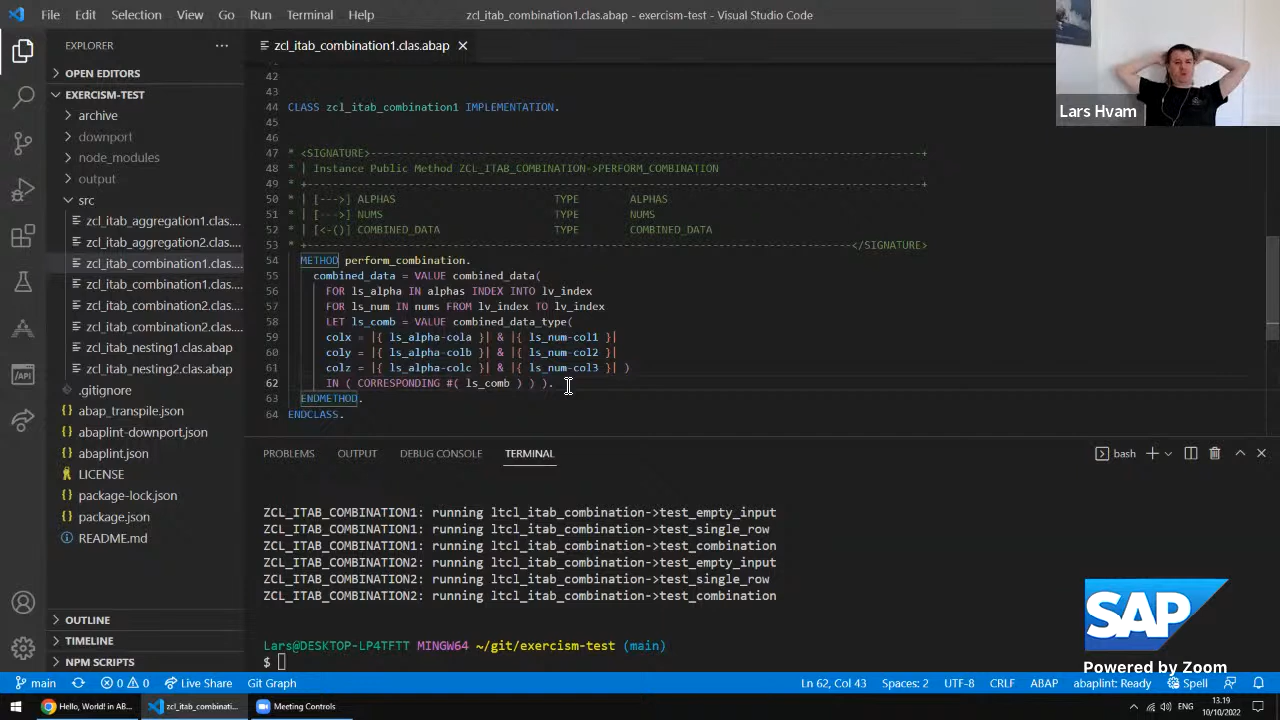 File Edit Selection View Go Run Terminal Help
zcl_itab_combination1.clas.abap - exercism-test - Visual Studio Code
EXPLORER
zcl_itab_combination1.clas.abap
OPEN EDITORS
EXERCISM-TEST
archive
downport
node_modules
output
src
zcl_itab_aggregation1.clas....
zcl_itab_aggregation2.clas....
zcl_itab_combination1.clas....
zcl_itab_combination1.clas....
zcl_itab_combination2.clas....
zcl_itab_combination2.clas....
zcl_itab_nesting1.clas.abap
zcl_itab_nesting2.clas.abap
.gitignore
abap_transpile.json
abaplint-downport.json
abaplint.json
LICENSE
package-lock.json
package.json
README.md
OUTLINE
TIMELINE
NPM SCRIPTS
42
43
44 CLASS zcl_itab_combination1 IMPLEMENTATION.
45
46
47 * <SIGNATURE>---------------------------------------------------------------------------------------+
48 * | Instance Public Method ZCL_ITAB_COMBINATION->PERFORM_COMBINATION
49 * +-------------------------------------------------------------------------------------------------+
50 * | [--->] ALPHAS TYPE ALPHAS
51 * | [--->] NUMS TYPE NUMS
52 * | [<-()] COMBINED_DATA TYPE COMBINED_DATA
53 * +--------------------------------------------------------------------------------------</SIGNATURE>
54 METHOD perform_combination.
55 combined_data = VALUE combined_data(
56 FOR ls_alpha IN alphas INDEX INTO lv_index
57 FOR ls_num IN nums FROM lv_index TO lv_index
58 LET ls_comb = VALUE combined_data_type(
59 colx = |{ ls_alpha-cola }| & |{ ls_num-col1 }|
60 coly = |{ ls_alpha-colb }| & |{ ls_num-col2 }|
61 colz = |{ ls_alpha-colc }| & |{ ls_num-col3 }| )
62 IN ( CORRESPONDING #( ls_comb ) ) ).
63 ENDMETHOD.
64 ENDCLASS.
Lars Hvam
PROBLEMS OUTPUT DEBUG CONSOLE TERMINAL
bash
ZCL_ITAB_COMBINATION1: running ltcl_itab_combination->test_empty_input
ZCL_ITAB_COMBINATION1: running ltcl_itab_combination->test_single_row
ZCL_ITAB_COMBINATION1: running ltcl_itab_combination->test_combination
ZCL_ITAB_COMBINATION2: running ltcl_itab_combination->test_empty_input
ZCL_ITAB_COMBINATION2: running ltcl_itab_combination->test_single_row
ZCL_ITAB_COMBINATION2: running ltcl_itab_combination->test_combination
Lars@DESKTOP-LP4TFTT MINGW64 ~/git/exercism-test (main)
$
SAP
Powered by Zoom
main 0 0 Live Share Git Graph
Ln 62, Col 43 Spaces: 2 UTF-8 CRLF ABAP abaplint: Ready Spell
Hello, World! in AB...
zcl_itab_combinati...
Meeting Controls
ENG
13.19
10/10/2022